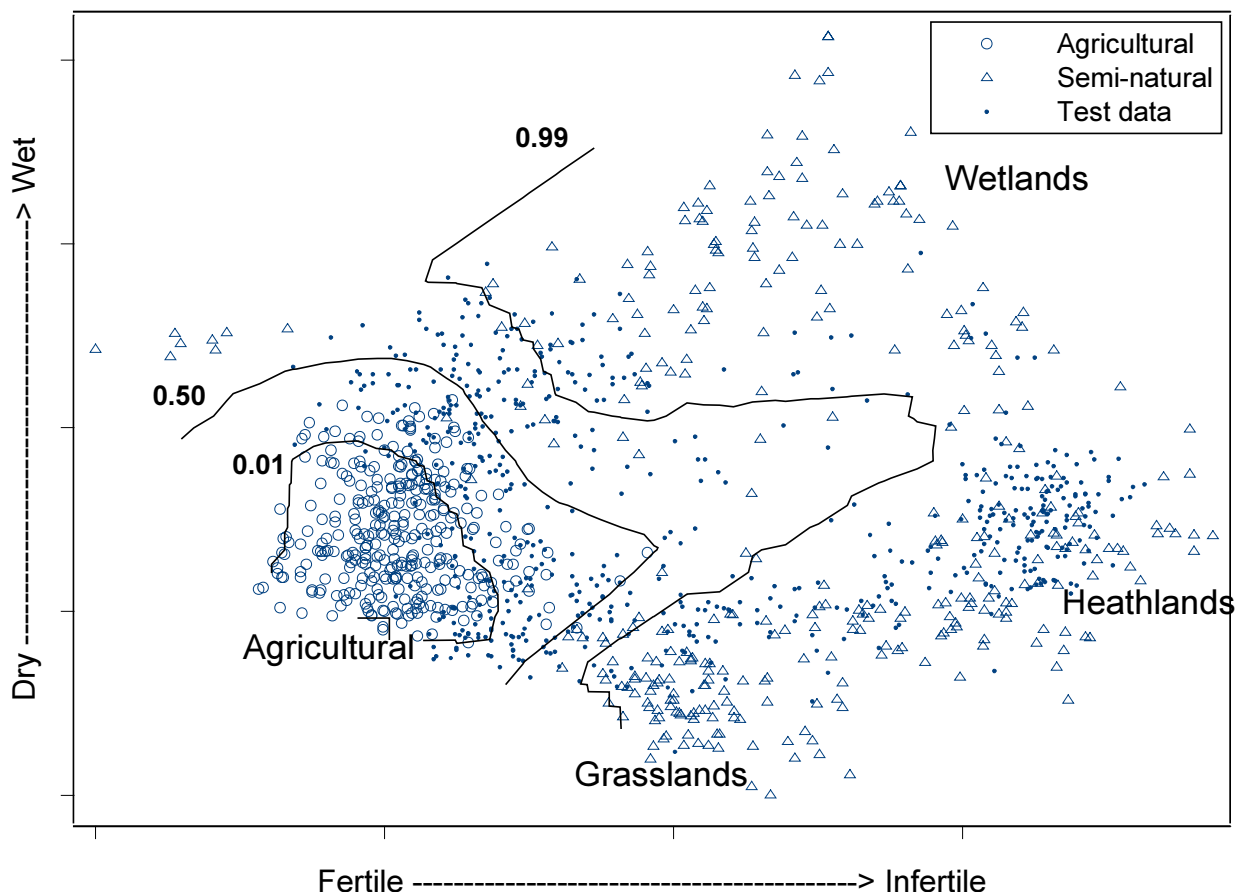 Agricultural
Semi-natural
Test data
0.99
Wetlands
0.50
0.01
Heathlands
Agricultural
Grasslands
Dry ---------------------------> Wet
Fertile -------------------------------------> Infertile